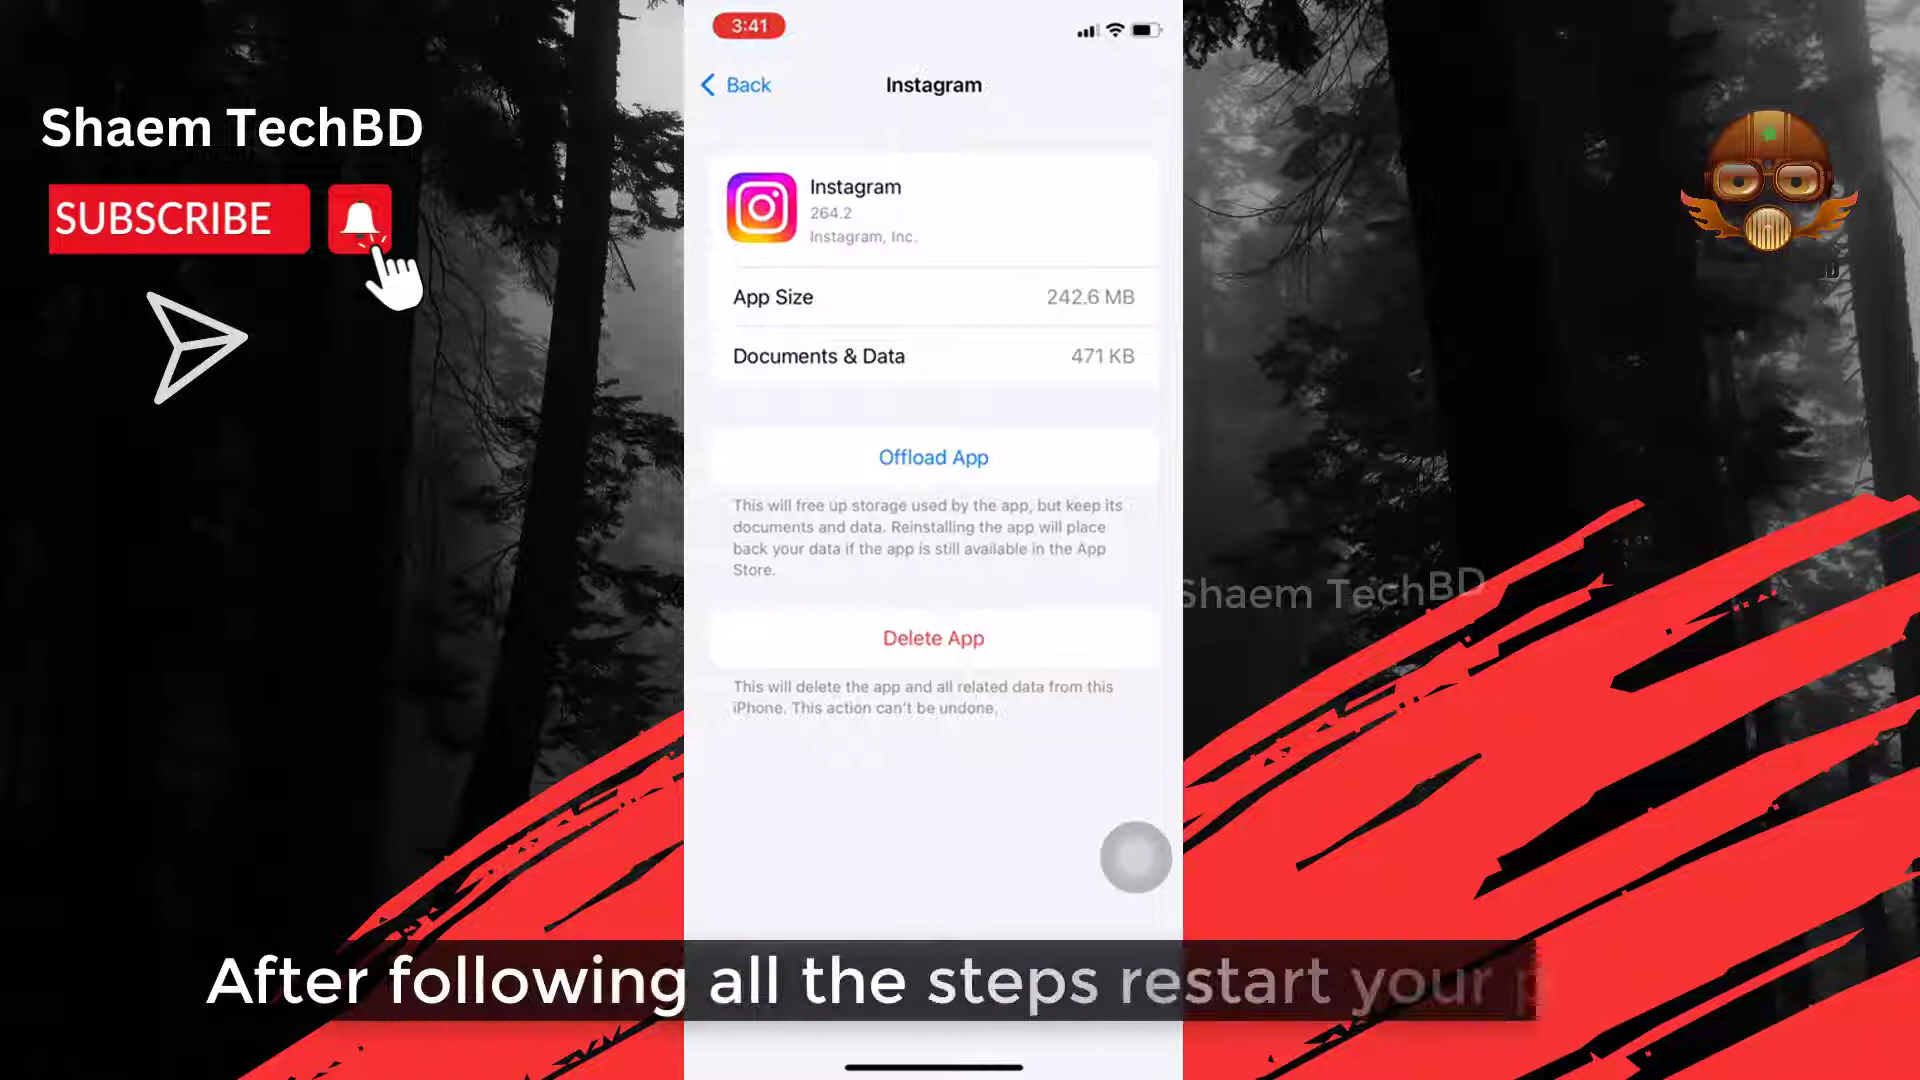 Shaem TechBD
SUBSCRIBE
3:41
Back
Instagram
Instagram
264.2
Instagram, Inc.
App Size
242.6 MB
Documents & Data
471 KB
Offload App
This will free up storage used by the app, but keep its
documents and data. Reinstalling the app will place
back your data if the app is still available in the App
Store.
Delete App
This will delete the app and all related data from this
iPhone. This action can't be undone.
Shaem TechBD
After following all the steps restart your